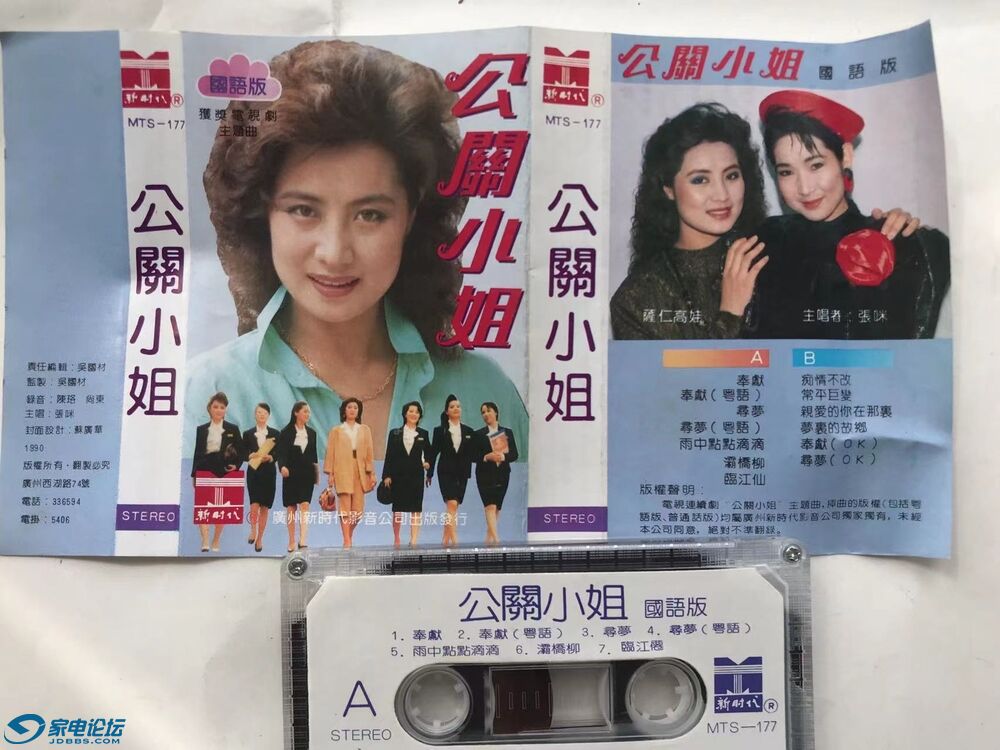 責任編輯：吳國材
監製：吳國材
錄音：陳珞 尙東
主唱：張咪
封面設計：蘇廣華
1990
版權所有·翻製必究
廣州西湖路74號
電話：336594
電掛：5406
新时代®
MTS-177
公關小姐
STEREO
國語版
獲獎電視劇
主題曲
公關小姐
新时代
廣州新時代影音公司出版發行
新时代®
MTS-177
公關小姐
STEREO
公關小姐 國語版
薩仁高娃
主唱者：張咪
A
奉獻
奉獻（粵語）
尋夢
尋夢（粵語）
雨中點點滴滴
灞橋柳
臨江仙
B
痴情不改
常平巨變
親愛的你在那裏
夢裏的故鄉
奉獻（OK）
尋夢（OK）
版權聲明：
電視連續劇“公關小姐”主題曲，插曲的版權（包括粵
語版、普通話版）均屬廣州新時代影音公司獨家獨有，未經
本公司同意，絕對不準翻録。
公關小姐 國語版
1. 奉獻 2. 奉獻（粵語） 3. 尋夢 4. 尋夢（粵語）
5. 雨中點點滴滴 6. 灞橋柳 7. 臨江僊
A
STEREO
新时代®
MTS-177
家电论坛
JDBBS.COM